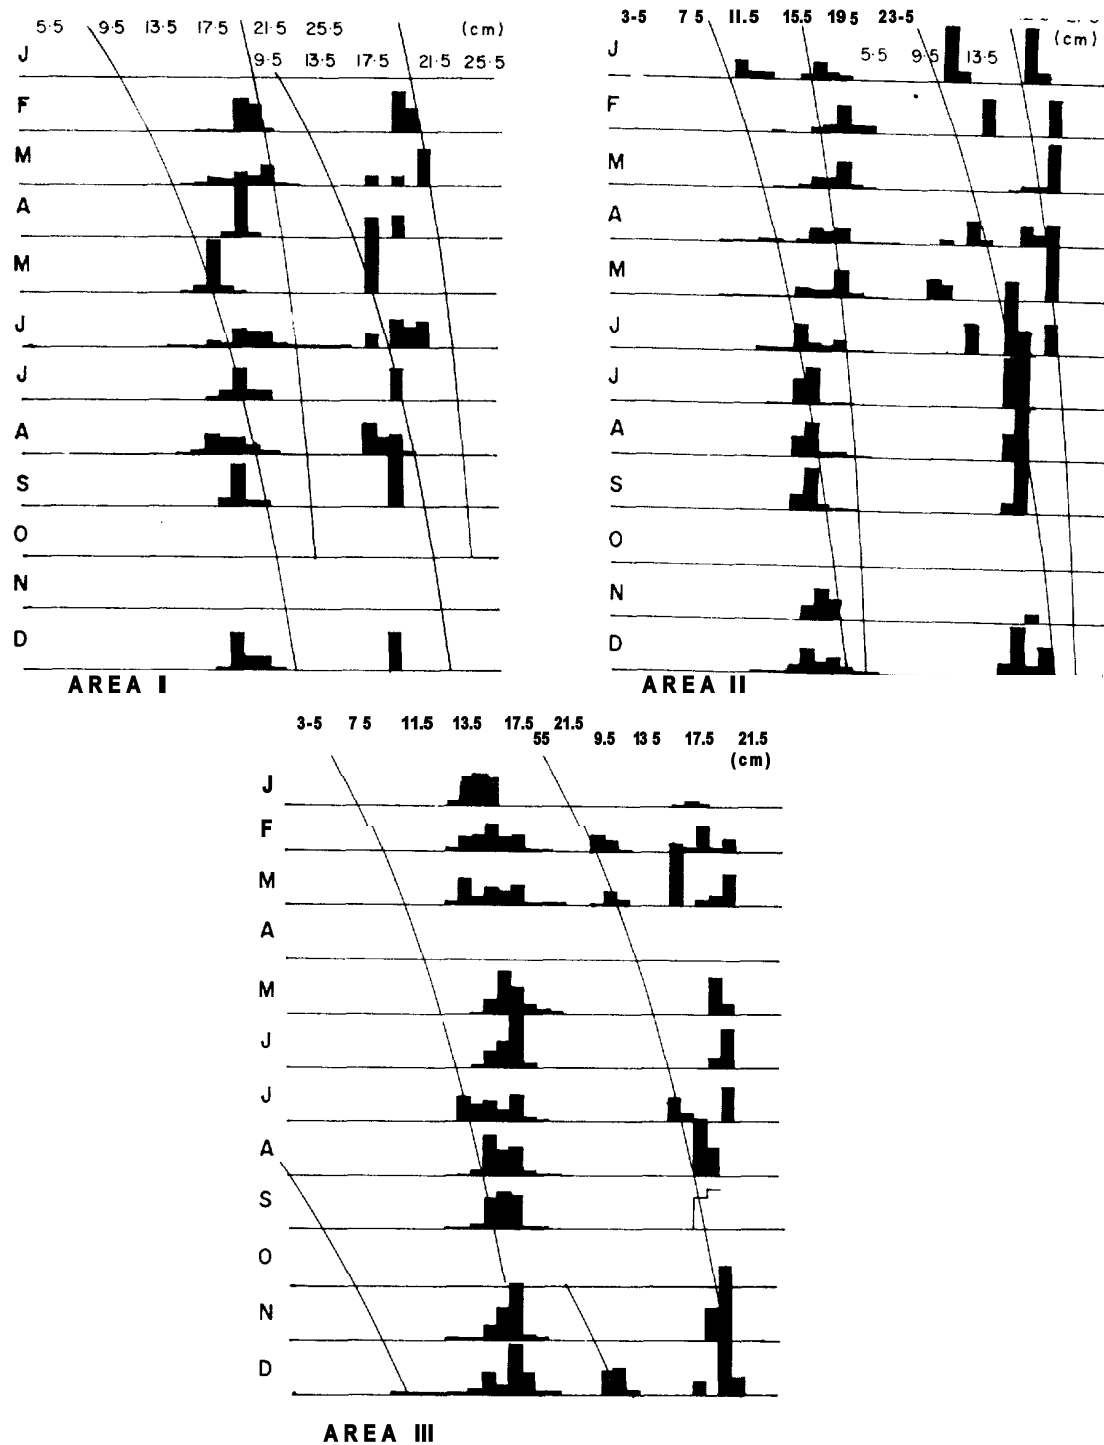 5·5 9·5 13·5 17·5 21·5 25·5 (cm)
9·5 13·5 17·5 21·5 25·5
J
F
M
A
M
J
J
A
S
O
N
D
AREA I
3-5 7 5 11.5 15.5 19 5 23-5
5·5 9·5 13·5 (cm)
J
F
M
A
M
J
J
A
S
O
N
D
AREA II
3-5 7 5 11.5 13.5 17.5 21.5
55 9.5 13 5 17.5 21.5
(cm)
J
F
M
A
M
J
J
A
S
O
N
D
AREA III